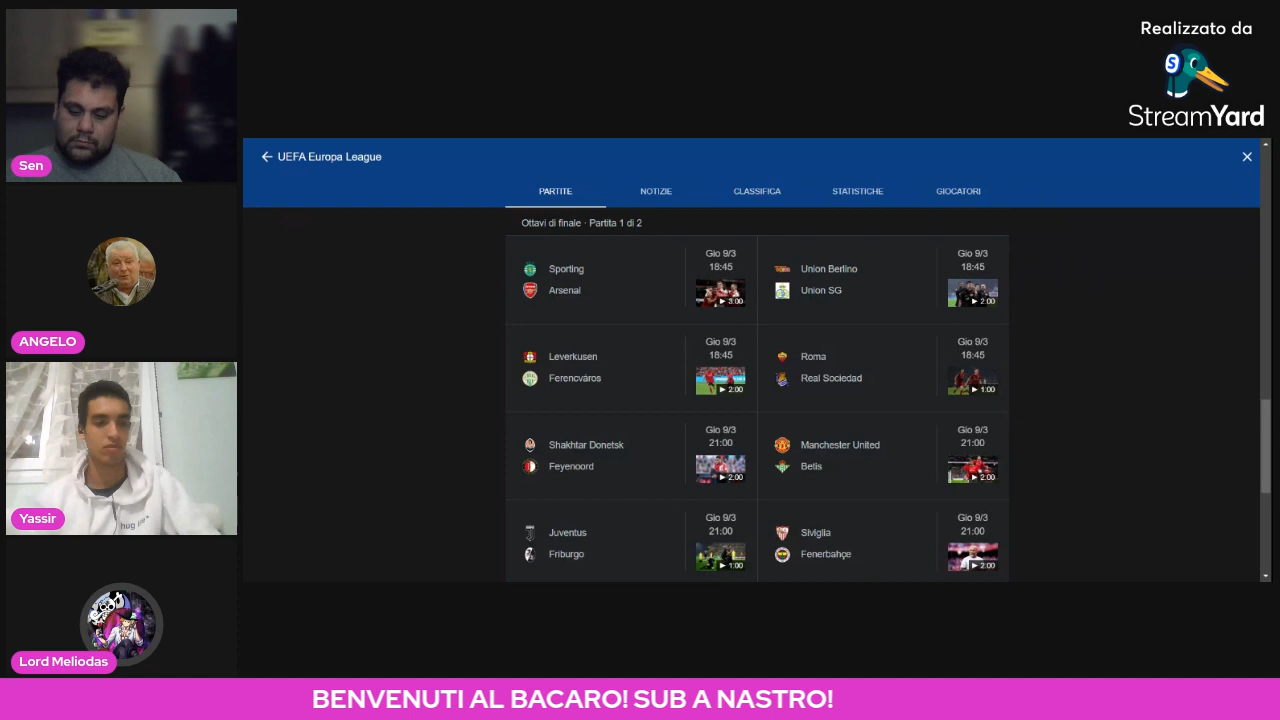 Realizzato da
StreamYard
Sen
ANGELO
Yassir
hug
Lord Meliodas
UEFA Europa League
PARTITE
NOTIZIE
CLASSIFICA
STATISTICHE
GIOCATORI
Ottavi di finale · Partita 1 di 2
Sporting
Arsenal
Gio 9/3
18:45
3:00
Union Berlino
Union SG
Gio 9/3
18:45
2:00
Leverkusen
Ferencváros
Gio 9/3
18:45
2:00
Roma
Real Sociedad
Gio 9/3
18:45
1:00
Shakhtar Donetsk
Feyenoord
Gio 9/3
21:00
2:00
Manchester United
Betis
Gio 9/3
21:00
2:00
Juventus
Friburgo
Gio 9/3
21:00
1:00
Siviglia
Fenerbahçe
Gio 9/3
21:00
2:00
BENVENUTI AL BACARO! SUB A NASTRO!